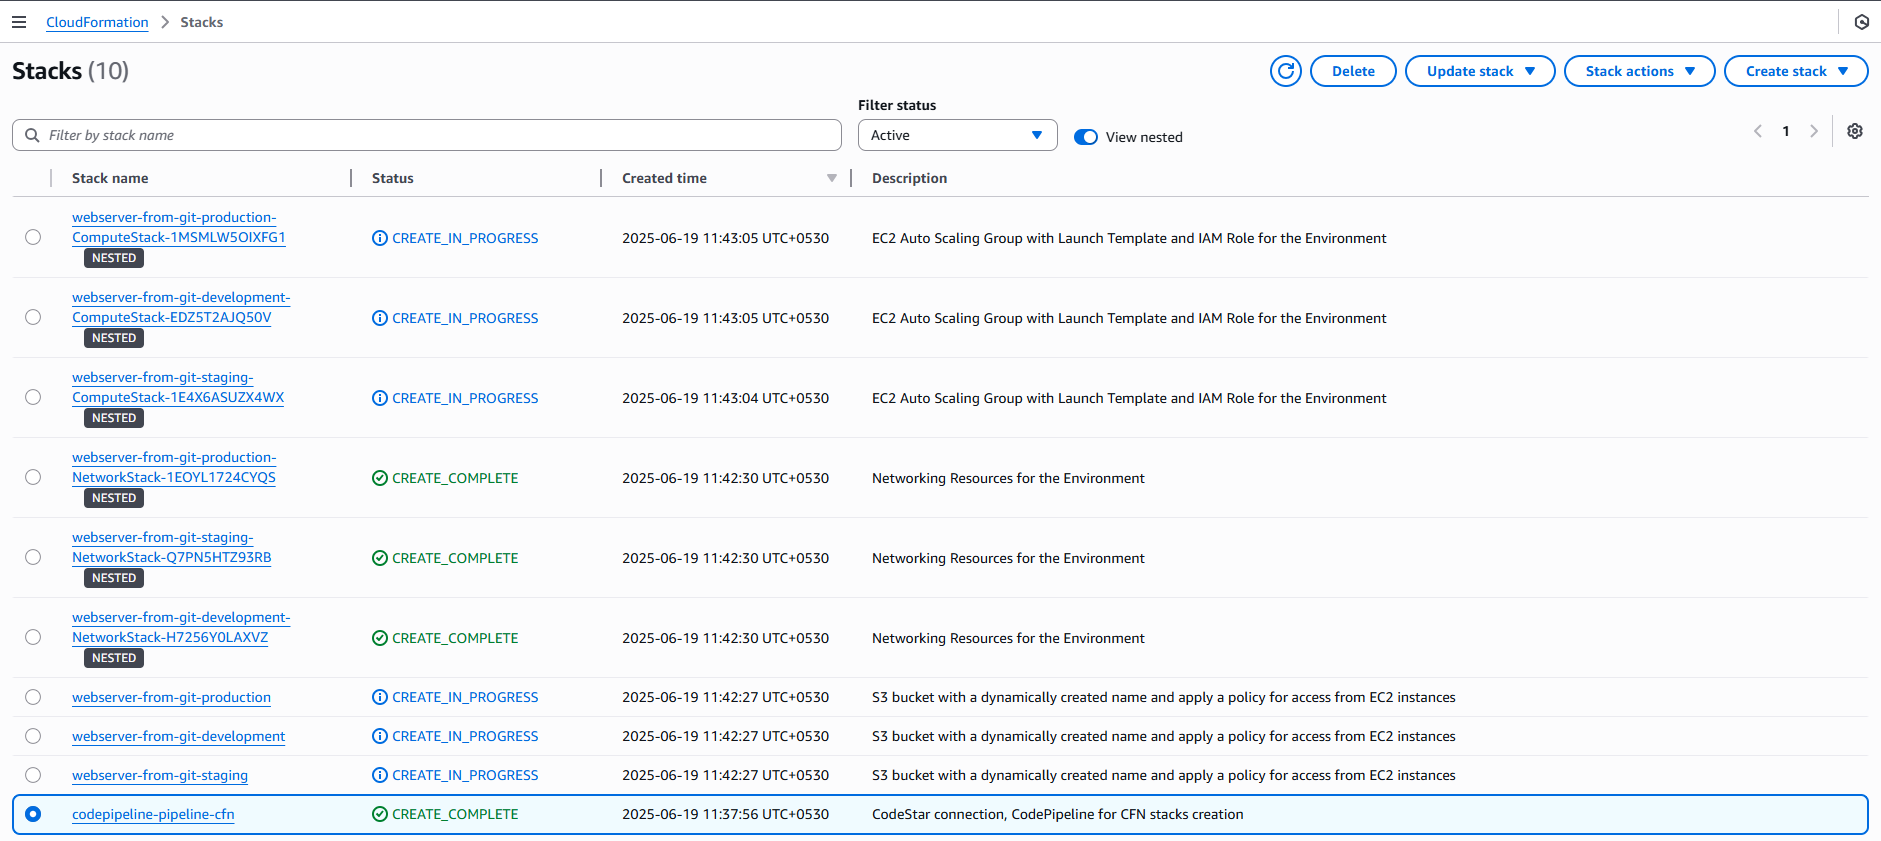 CloudFormation > Stacks
Stacks (10)
Delete
Update stack
Stack actions
Create stack
Filter status
Filter by stack name
Active
View nested
1
Stack name
Status
Created time
Description
webserver-from-git-production-
ComputeStack-1MSMLW5OIXFG1
NESTED
CREATE_IN_PROGRESS
2025-06-19 11:43:05 UTC+0530
EC2 Auto Scaling Group with Launch Template and IAM Role for the Environment
webserver-from-git-development-
ComputeStack-EDZ5T2AJQ50V
NESTED
CREATE_IN_PROGRESS
2025-06-19 11:43:05 UTC+0530
EC2 Auto Scaling Group with Launch Template and IAM Role for the Environment
webserver-from-git-staging-
ComputeStack-1E4X6ASUZX4WX
NESTED
CREATE_IN_PROGRESS
2025-06-19 11:43:04 UTC+0530
EC2 Auto Scaling Group with Launch Template and IAM Role for the Environment
webserver-from-git-production-
NetworkStack-1EOYL1724CYQS
NESTED
CREATE_COMPLETE
2025-06-19 11:42:30 UTC+0530
Networking Resources for the Environment
webserver-from-git-staging-
NetworkStack-Q7PN5HTZ93RB
NESTED
CREATE_COMPLETE
2025-06-19 11:42:30 UTC+0530
Networking Resources for the Environment
webserver-from-git-development-
NetworkStack-H7256Y0LAXVZ
NESTED
CREATE_COMPLETE
2025-06-19 11:42:30 UTC+0530
Networking Resources for the Environment
webserver-from-git-production
CREATE_IN_PROGRESS
2025-06-19 11:42:27 UTC+0530
S3 bucket with a dynamically created name and apply a policy for access from EC2 instances
webserver-from-git-development
CREATE_IN_PROGRESS
2025-06-19 11:42:27 UTC+0530
S3 bucket with a dynamically created name and apply a policy for access from EC2 instances
webserver-from-git-staging
CREATE_IN_PROGRESS
2025-06-19 11:42:27 UTC+0530
S3 bucket with a dynamically created name and apply a policy for access from EC2 instances
codepipeline-pipeline-cfn
CREATE_COMPLETE
2025-06-19 11:37:56 UTC+0530
CodeStar connection, CodePipeline for CFN stacks creation